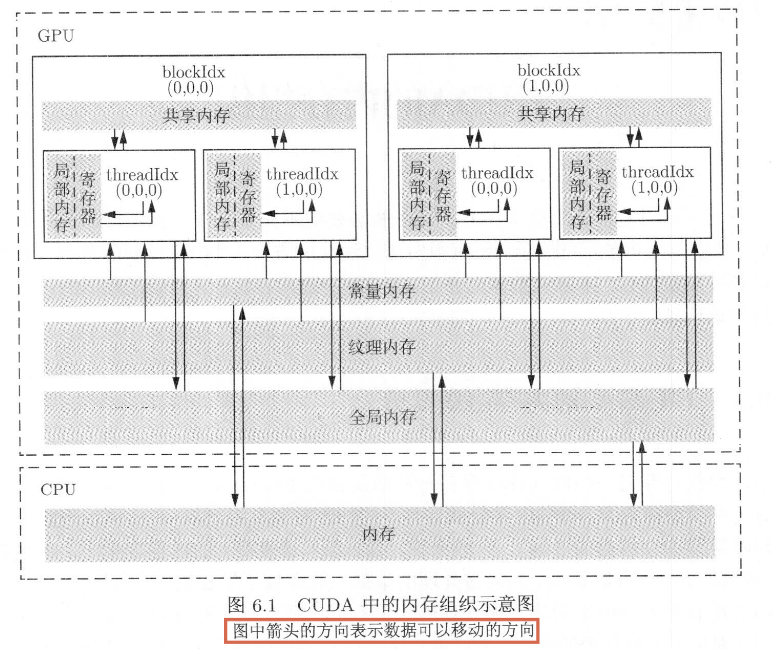 GPU
blockIdx
(0,0,0)
共享内存
局部内存
寄存器
threadIdx
(0,0,0)
局部内存
寄存器
threadIdx
(1,0,0)
blockIdx
(1,0,0)
共享内存
局部内存
寄存器
threadIdx
(0,0,0)
局部内存
寄存器
threadIdx
(1,0,0)
常量内存
纹理内存
全局内存
CPU
内存
图 6.1 CUDA 中的内存组织示意图
图中箭头的方向表示数据可以移动的方向